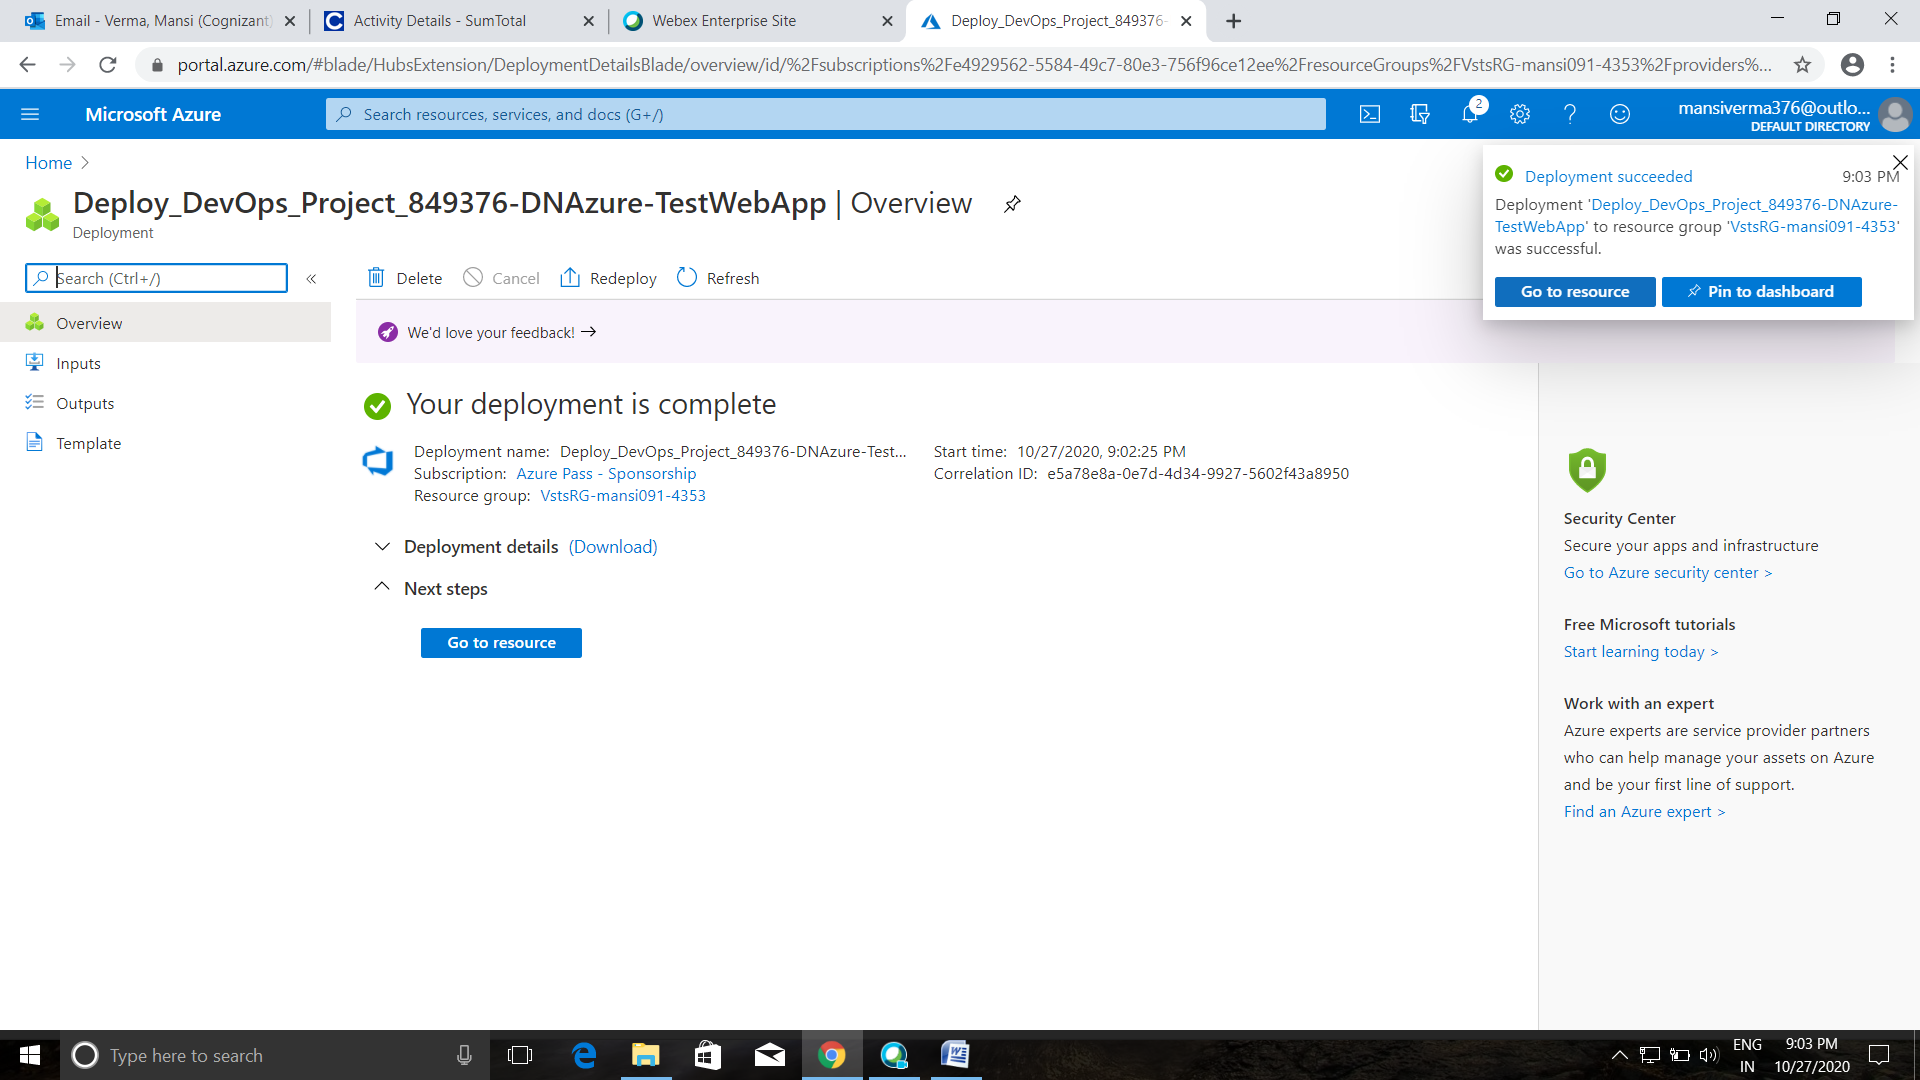 Email - Verma, Mansi (Cognizant)
Activity Details - SumTotal
Webex Enterprise Site
Deploy_DevOps_Project_849376-
portal.azure.com/#blade/HubsExtension/DeploymentDetailsBlade/overview/id/%2Fsubscriptions%2Fe4929562-5584-49c7-80e3-756f96ce12ee%2FresourceGroups%2FVstsRG-mansi091-4353%2Fproviders%...
Microsoft Azure
Search resources, services, and docs (G+/)
2
mansiverma376@outlo...
DEFAULT DIRECTORY
Home
Deploy_DevOps_Project_849376-DNAzure-TestWebApp | Overview
Deployment
Deployment succeeded 9:03 PM
Deployment 'Deploy_DevOps_Project_849376-DNAzure-
TestWebApp' to resource group 'VstsRG-mansi091-4353'
was successful.
Go to resource
Pin to dashboard
Search (Ctrl+/)
«
Delete
Cancel
Redeploy
Refresh
Overview
Inputs
Outputs
Template
We'd love your feedback! →
Your deployment is complete
Deployment name: Deploy_DevOps_Project_849376-DNAzure-Test...
Subscription: Azure Pass - Sponsorship
Resource group: VstsRG-mansi091-4353
Start time: 10/27/2020, 9:02:25 PM
Correlation ID: e5a78e8a-0e7d-4d34-9927-5602f43a8950
Deployment details (Download)
Next steps
Go to resource
Security Center
Secure your apps and infrastructure
Go to Azure security center >
Free Microsoft tutorials
Start learning today >
Work with an expert
Azure experts are service provider partners
who can help manage your assets on Azure
and be your first line of support.
Find an Azure expert >
Type here to search
ENG
IN
9:03 PM
10/27/2020